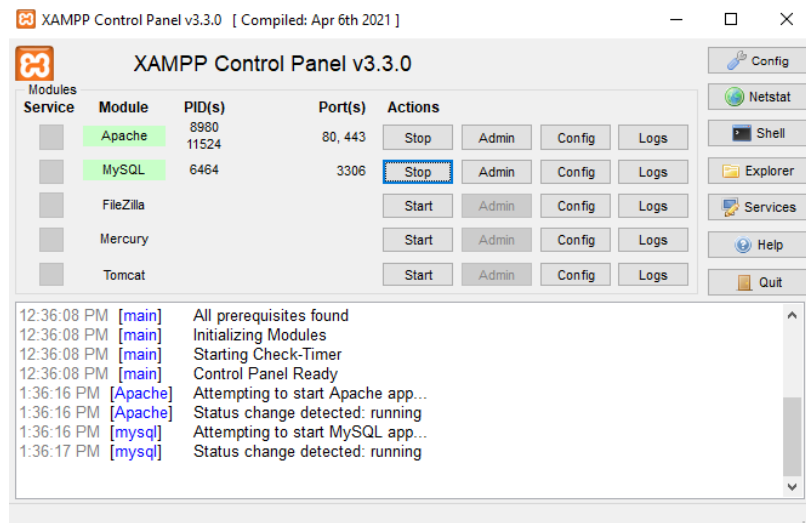 XAMPP Control Panel v3.3.0 [ Compiled: Apr 6th 2021 ]
XAMPP Control Panel v3.3.0
Config
Modules
Netstat
Service Module PID(s) Port(s) Actions
Apache 8980 11524 80, 443 Stop Admin Config Logs
Shell
MySQL 6464 3306 Stop Admin Config Logs
Explorer
FileZilla Start Admin Config Logs
Services
Mercury Start Admin Config Logs
Help
Tomcat Start Admin Config Logs
Quit
12:36:08 PM [main] All prerequisites found
12:36:08 PM [main] Initializing Modules
12:36:08 PM [main] Starting Check-Timer
12:36:08 PM [main] Control Panel Ready
1:36:16 PM [Apache] Attempting to start Apache app...
1:36:16 PM [Apache] Status change detected: running
1:36:16 PM [mysql] Attempting to start MySQL app...
1:36:17 PM [mysql] Status change detected: running